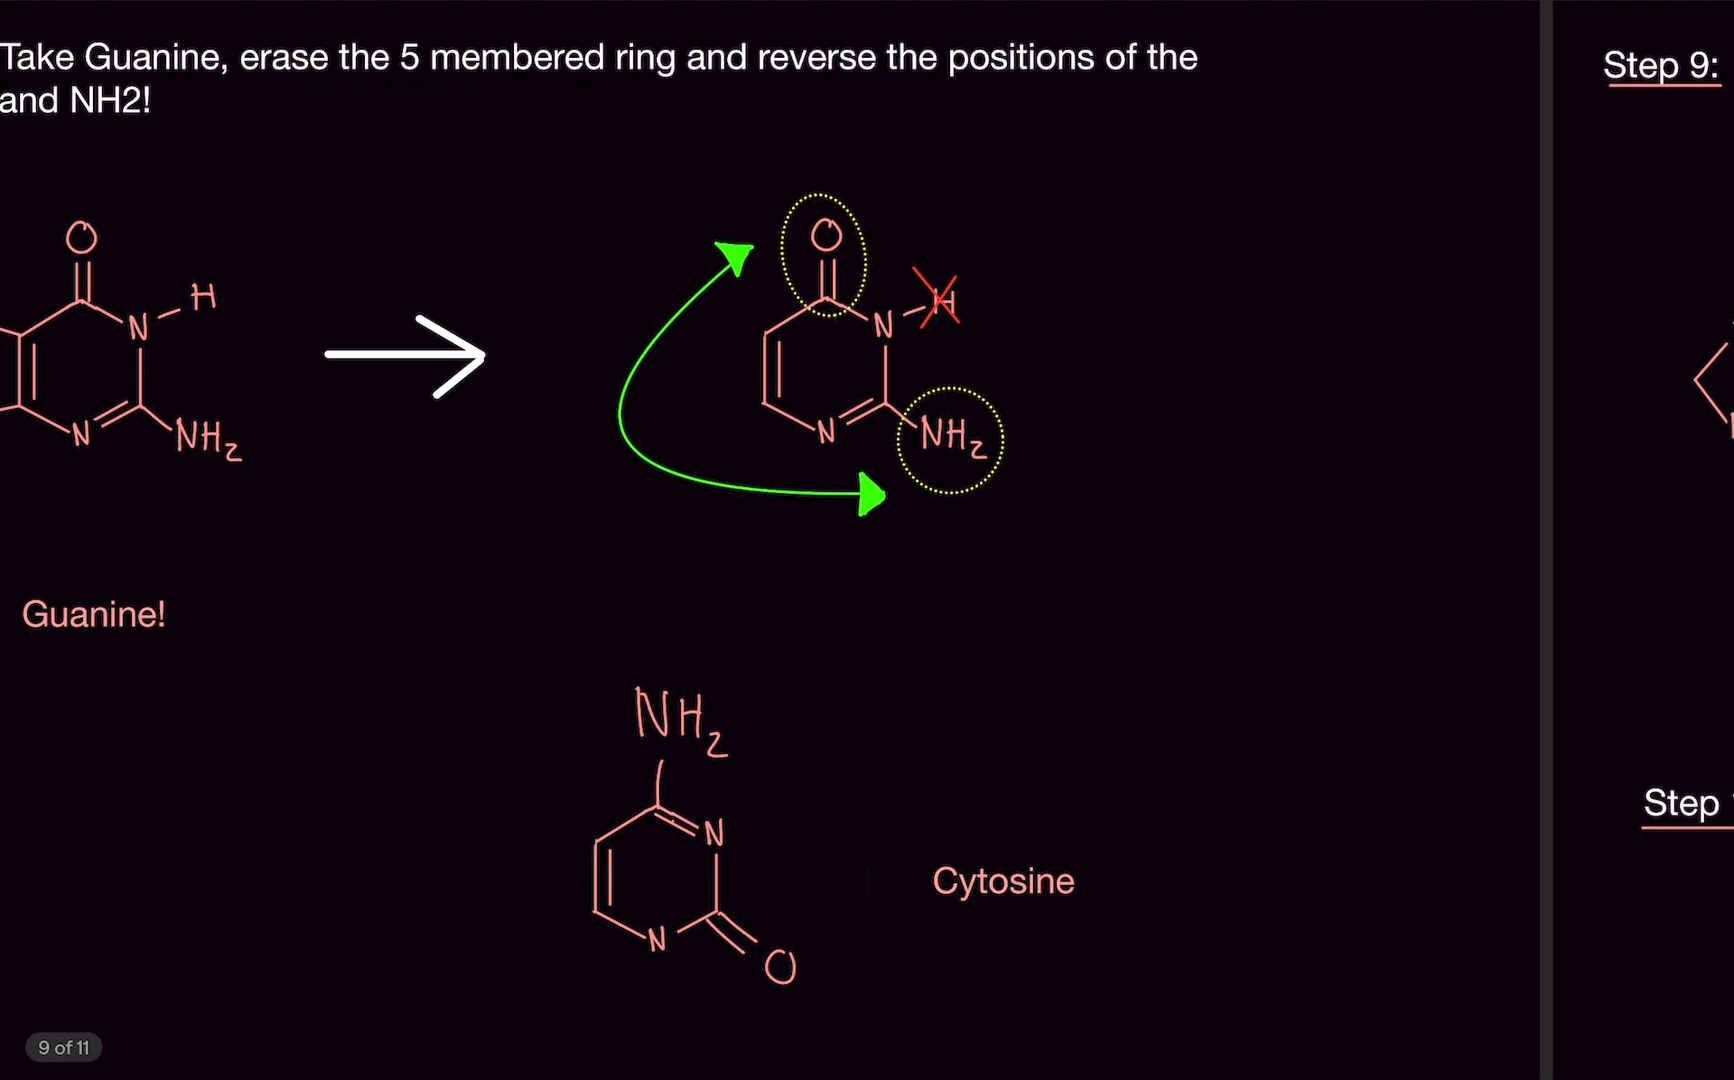 Take Guanine, erase the 5 membered ring and reverse the positions of the
and NH2!
Step 9:
O
N
H
N
NH2
O
N
H
N
NH2
Guanine!
NH2
N
N
O
Cytosine
Step
9 of 11